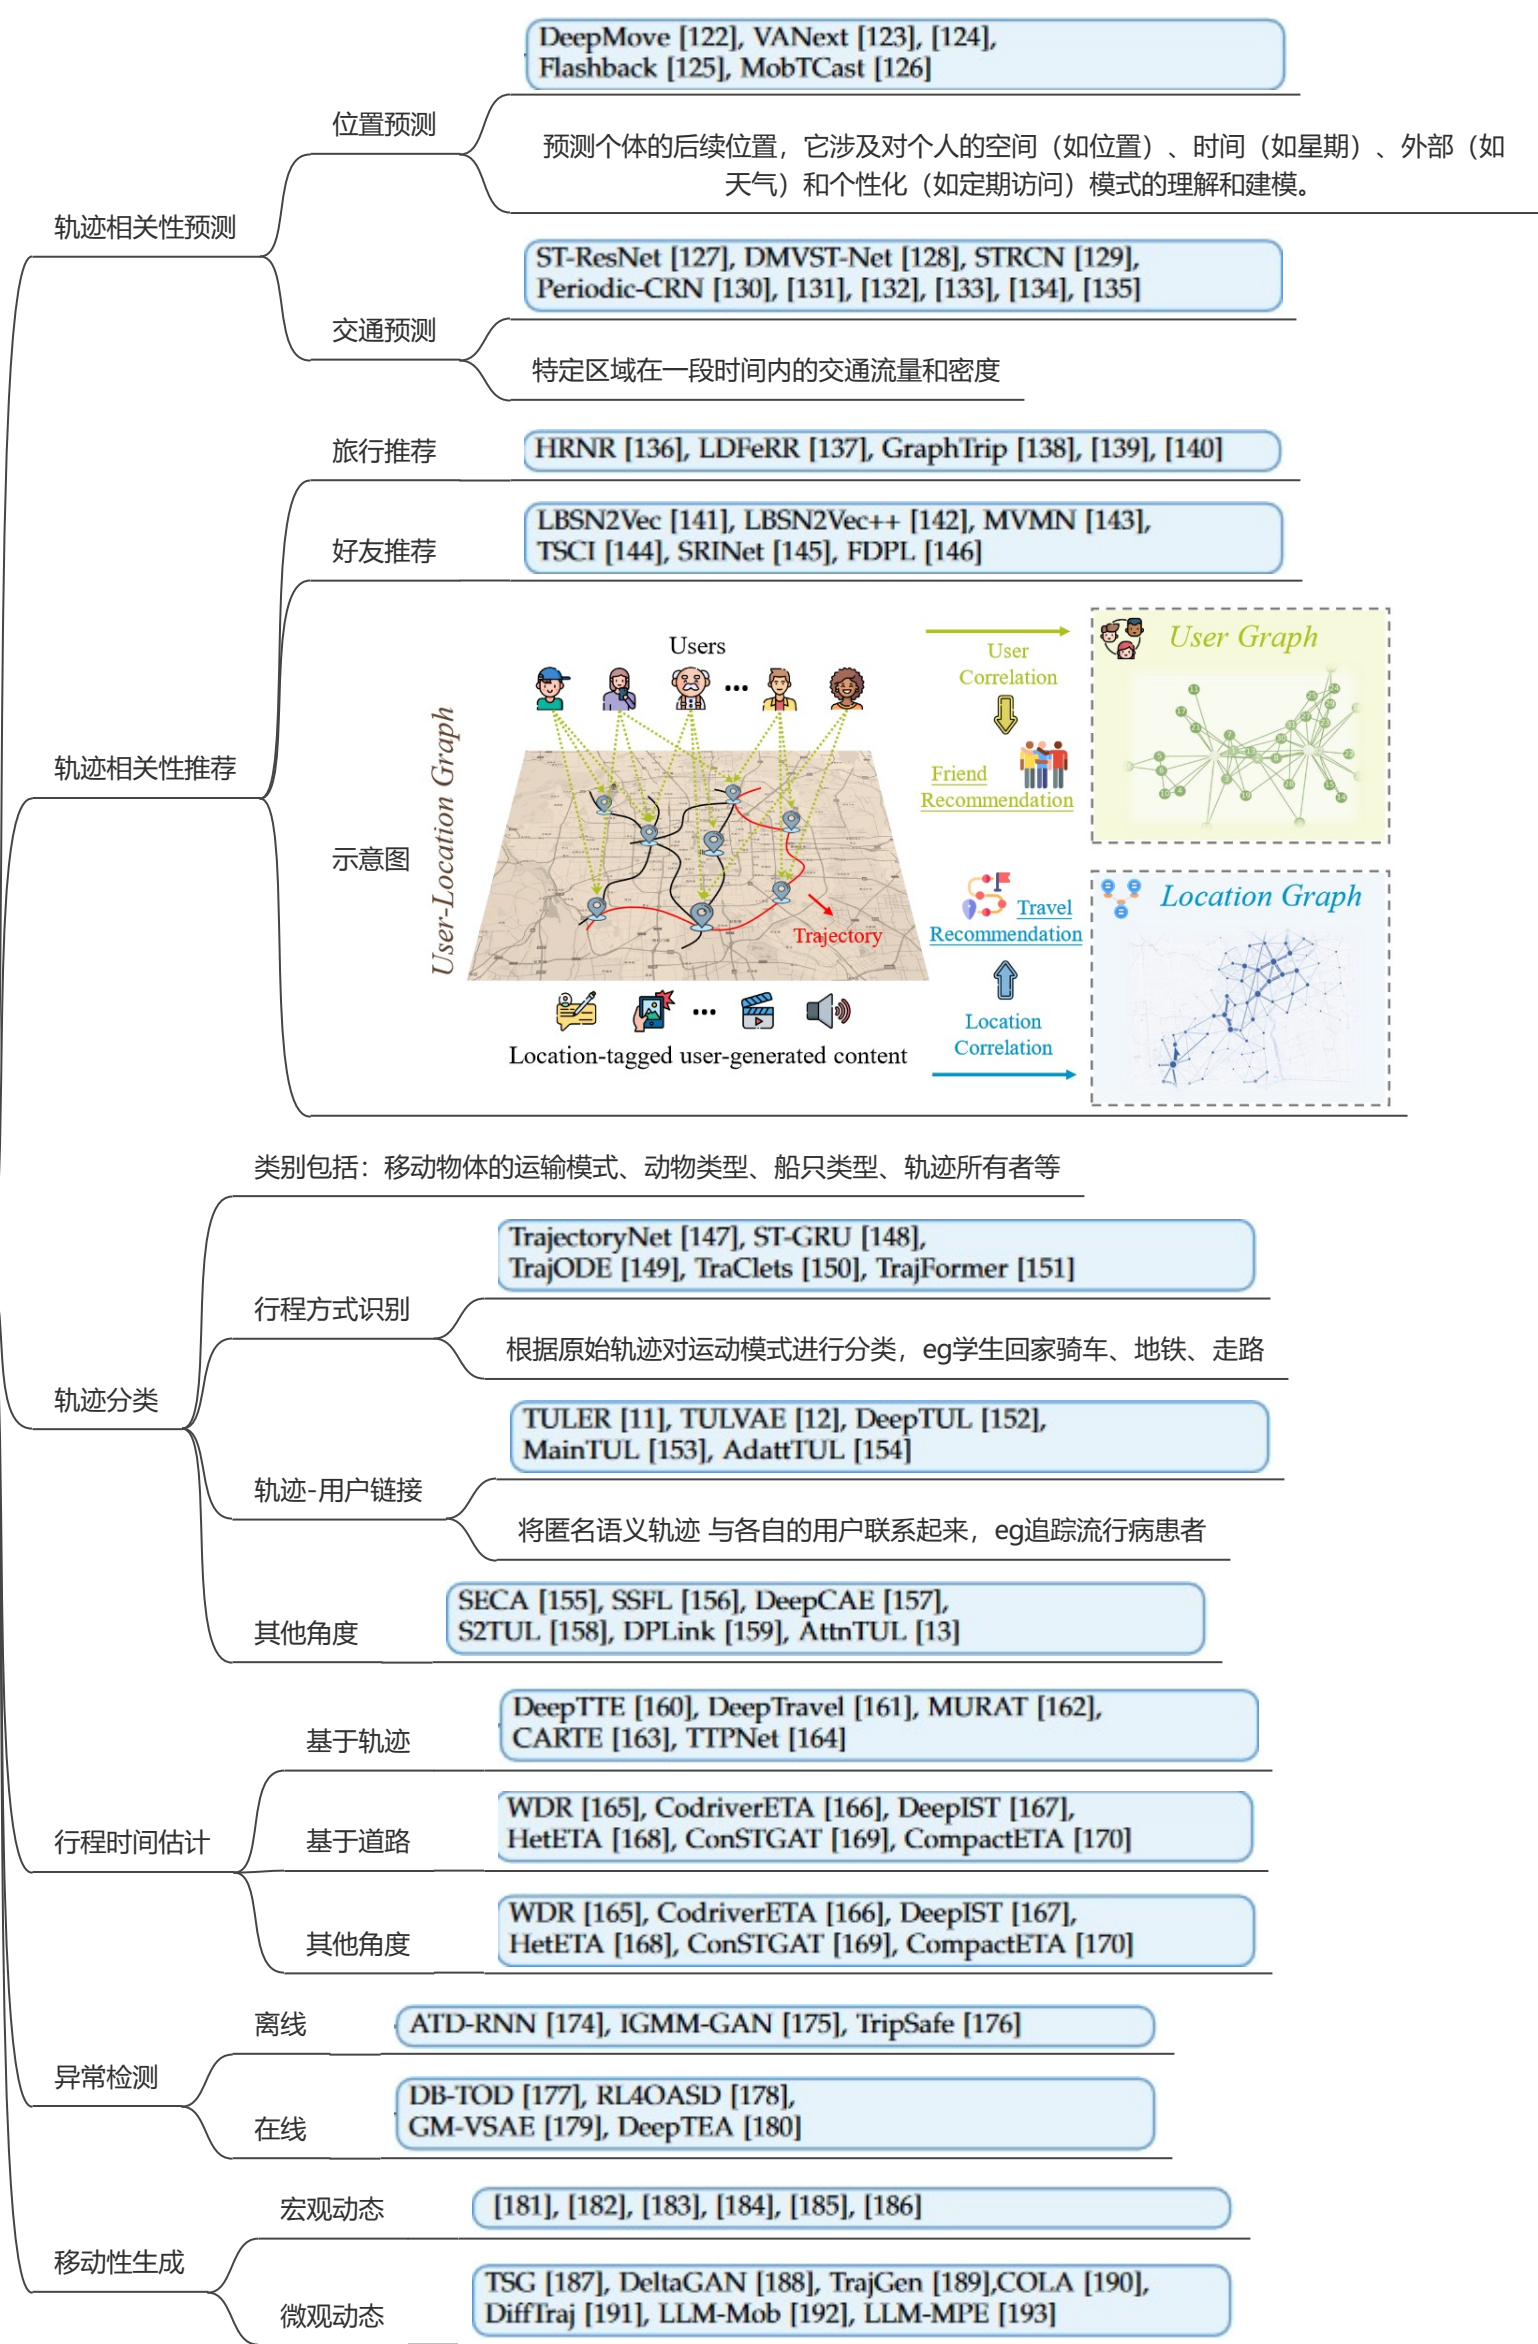 轨迹相关性预测
位置预测
DeepMove [122], VANext [123], [124],
Flashback [125], MobTCast [126]
预测个体的后续位置，它涉及对个人的空间（如位置）、时间（如星期）、外部（如
天气）和个性化（如定期访问）模式的理解和建模。
交通预测
ST-ResNet [127], DMVST-Net [128], STRCN [129],
Periodic-CRN [130], [131], [132], [133], [134], [135]
特定区域在一段时间内的交通流量和密度
轨迹相关性推荐
旅行推荐
HRNR [136], LDFeRR [137], GraphTrip [138], [139], [140]
好友推荐
LBSN2Vec [141], LBSN2Vec++ [142], MVMN [143],
TSCI [144], SRINet [145], FDPL [146]
示意图
User-Location Graph
Users
...
Trajectory
...
Location-tagged user-generated content
User
Correlation
Friend
Recommendation
User Graph
Travel
Recommendation
Location
Correlation
Location Graph
轨迹分类
类别包括：移动物体的运输模式、动物类型、船只类型、轨迹所有者等
行程方式识别
TrajectoryNet [147], ST-GRU [148],
TrajODE [149], TraClets [150], TrajFormer [151]
根据原始轨迹对运动模式进行分类，eg学生回家骑车、地铁、走路
轨迹-用户链接
TULER [11], TULVAE [12], DeepTUL [152],
MainTUL [153], AdattTUL [154]
将匿名语义轨迹 与各自的用户联系起来，eg追踪流行病患者
其他角度
SECA [155], SSFL [156], DeepCAE [157],
S2TUL [158], DPLink [159], AttnTUL [13]
行程时间估计
基于轨迹
DeepTTE [160], DeepTravel [161], MURAT [162],
CARTE [163], TTPNet [164]
基于道路
WDR [165], CodriverETA [166], DeepIST [167],
HetETA [168], ConSTGAT [169], CompactETA [170]
其他角度
WDR [165], CodriverETA [166], DeepIST [167],
HetETA [168], ConSTGAT [169], CompactETA [170]
异常检测
离线
ATD-RNN [174], IGMM-GAN [175], TripSafe [176]
在线
DB-TOD [177], RL4OASD [178],
GM-VSAE [179], DeepTEA [180]
移动性生成
宏观动态
[181], [182], [183], [184], [185], [186]
微观动态
TSG [187], DeltaGAN [188], TrajGen [189],COLA [190],
DiffTraj [191], LLM-Mob [192], LLM-MPE [193]